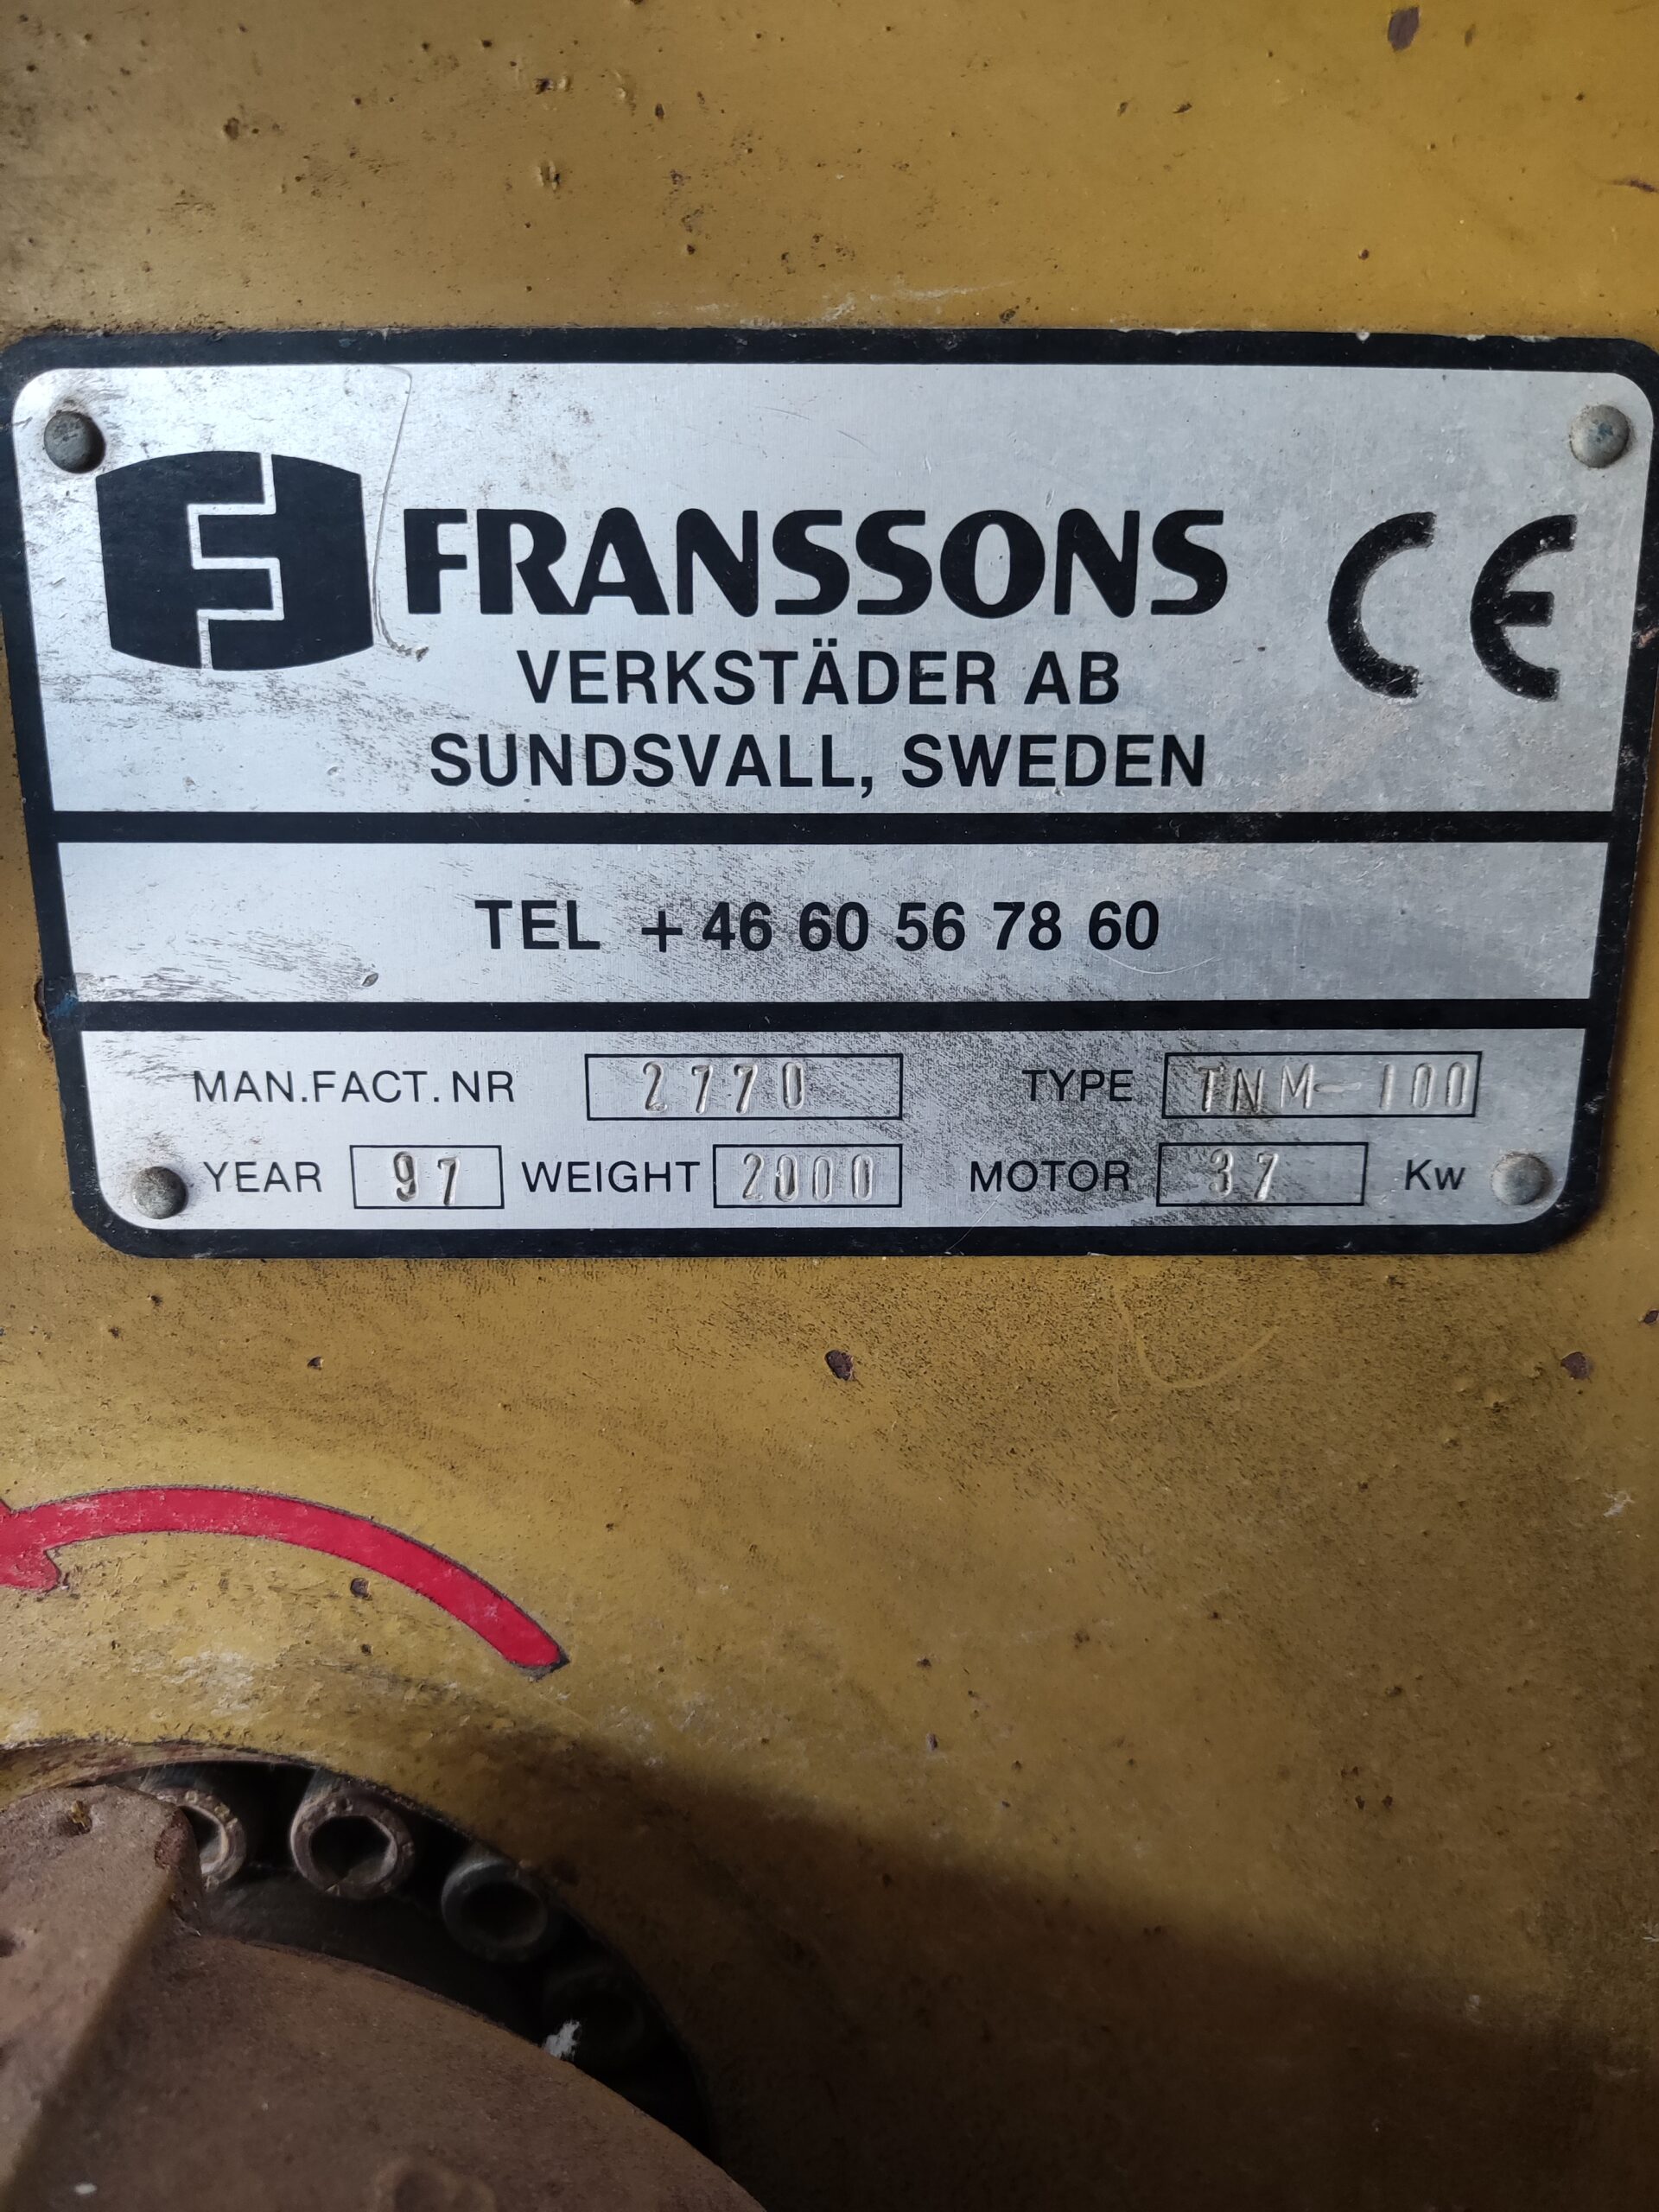 FRANSSONS CE
VERKSTÄDER AB
SUNDSVALL, SWEDEN
TEL +46 60 56 78 60
MAN.FACT.NR 2770 TYPE TNM-100
YEAR 97 WEIGHT 2000 MOTOR 37 Kw